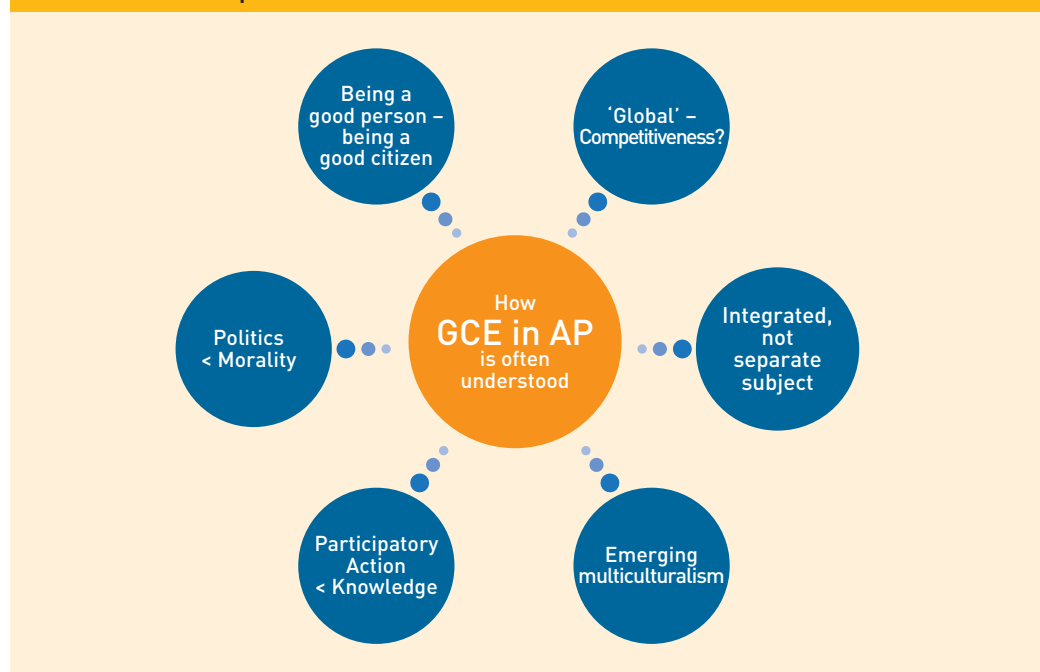 Being a
good person –
being a
good citizen
‘Global’ –
Competitiveness?
Politics
< Morality
How
GCE in AP
is often
understood
Integrated,
not
separate
subject
Participatory
Action
< Knowledge
Emerging
multiculturalism